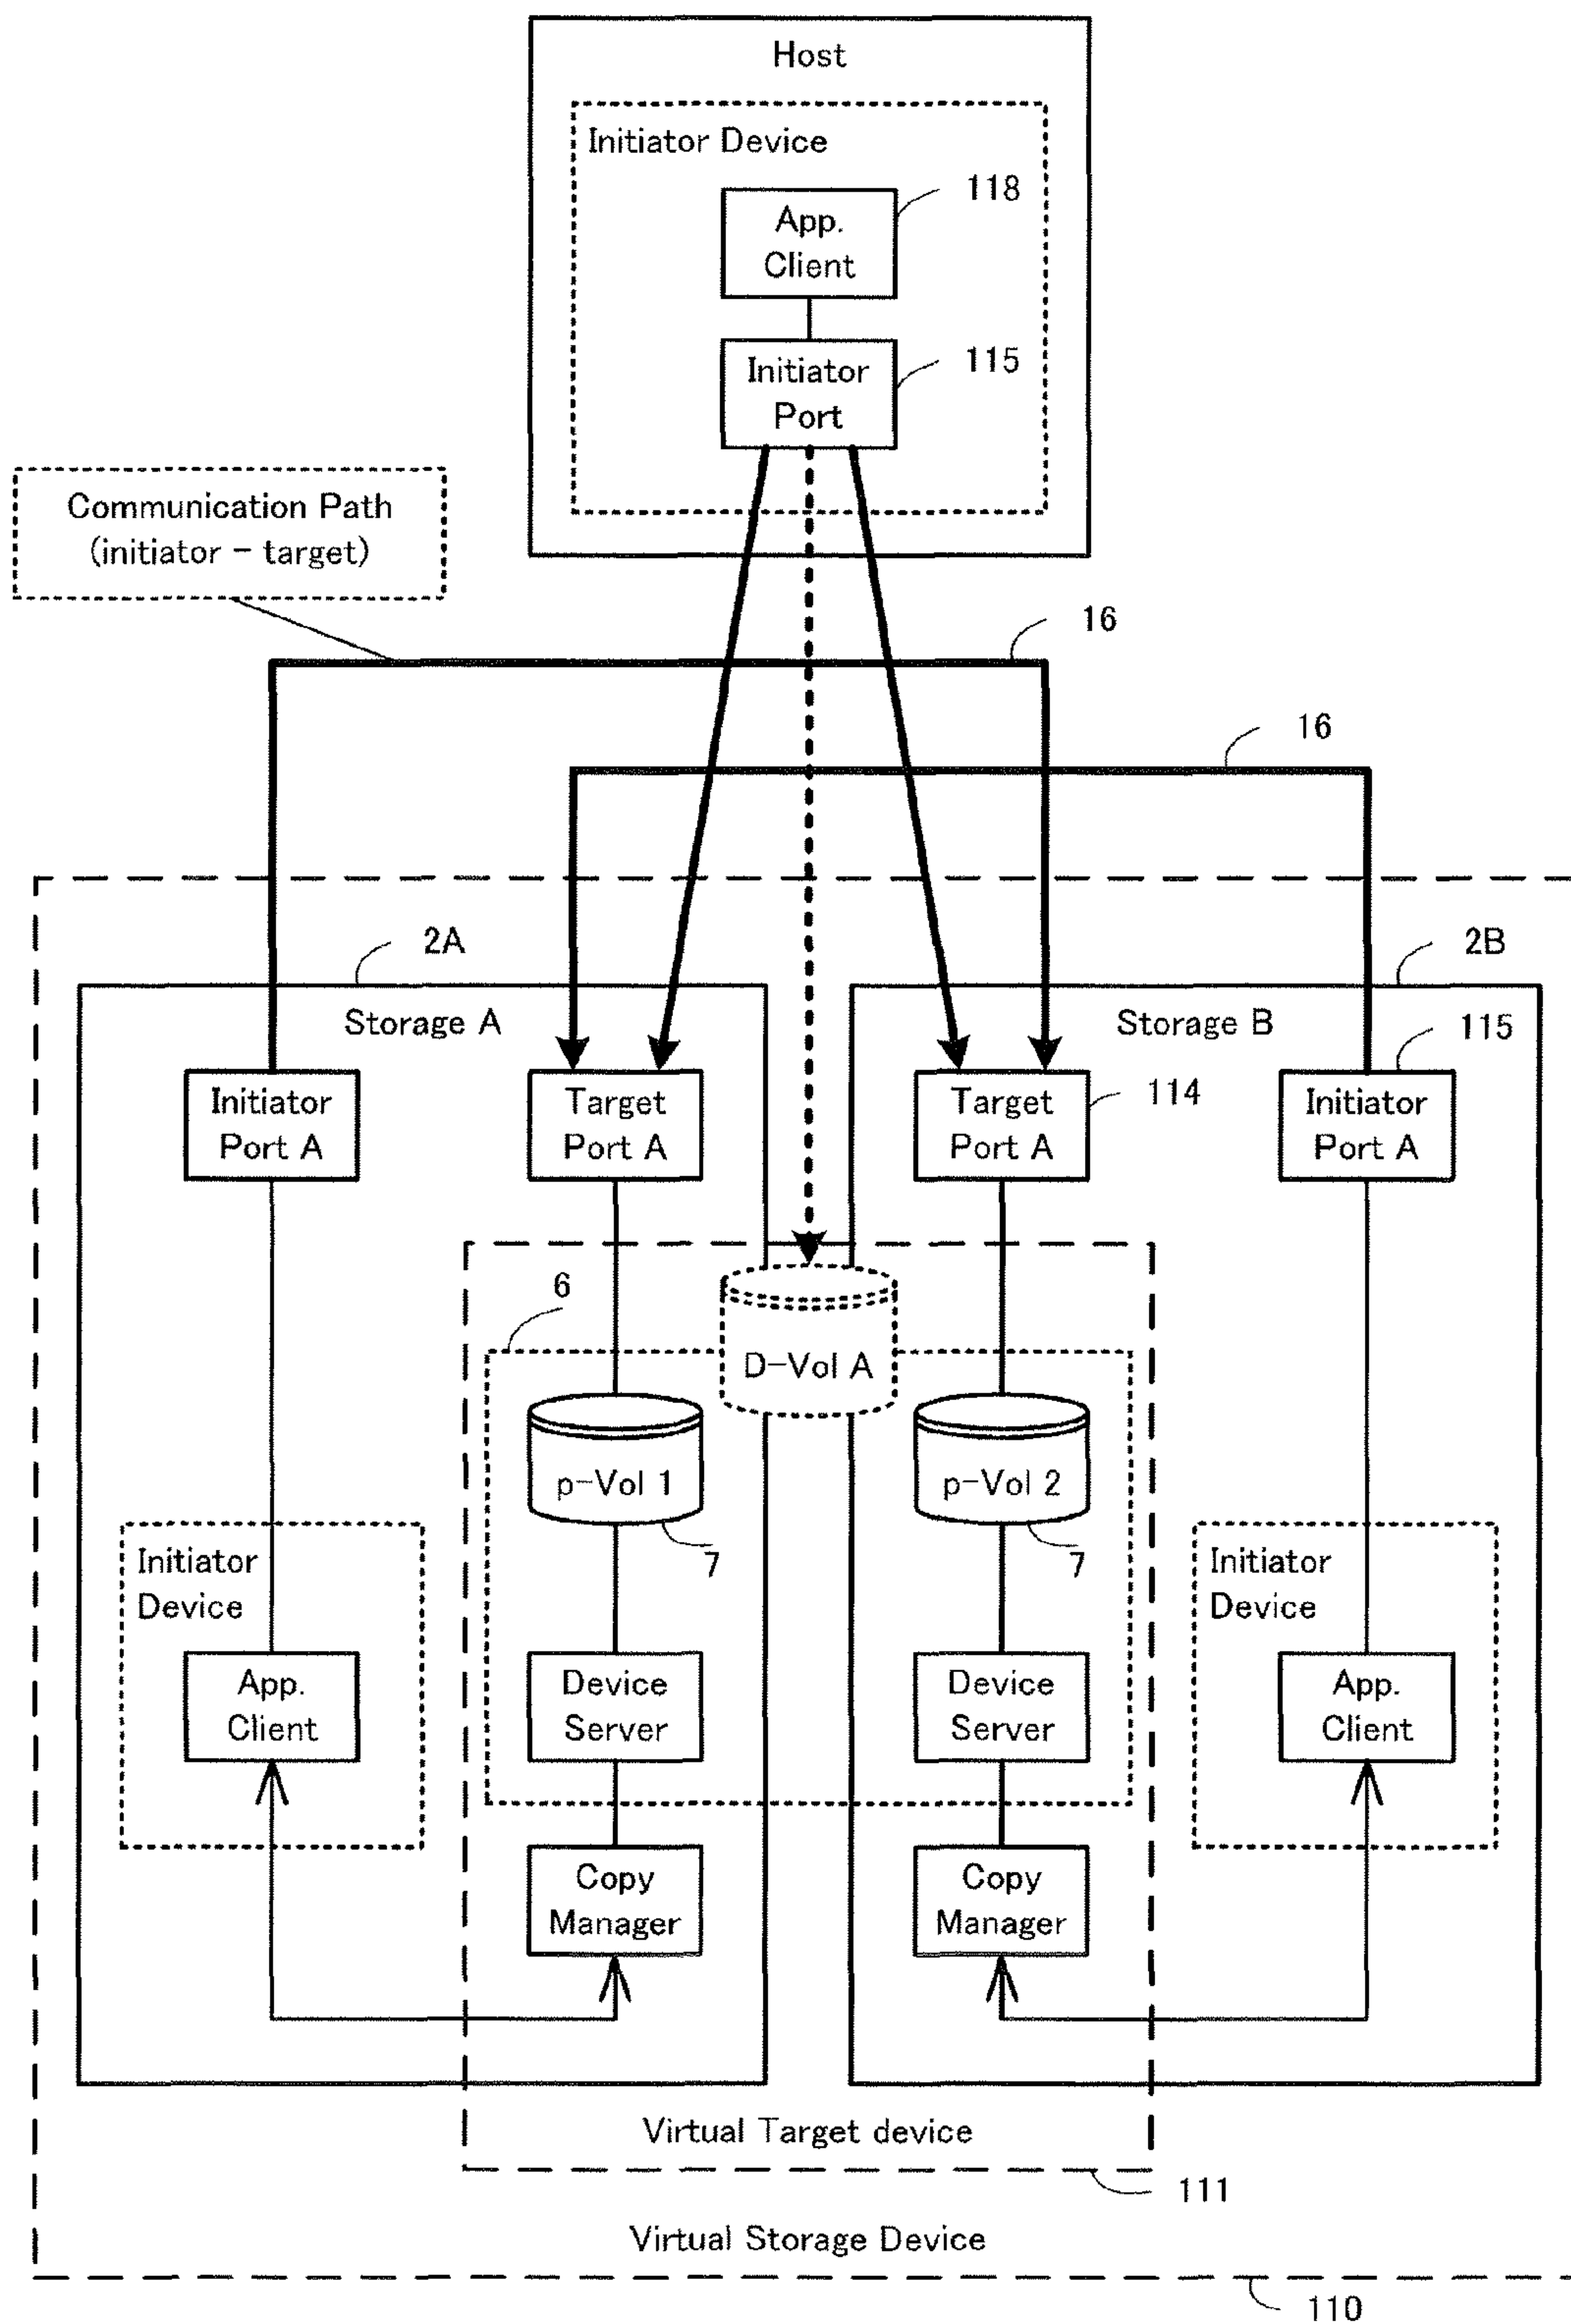 Host
Initiator Device
118
App.
Client
115
Initiator
Port
Communication Path
(initiator - target)
16
16
2A
2B
Storage A
Storage B
115
Initiator
Port A
Target
Port A
Target
Port A
114
Initiator
Port A
6
D-Vol A
p-Vol 1
p-Vol 2
7
7
Initiator
Device
Initiator
Device
App.
Client
Device
Server
Device
Server
App.
Client
Copy
Manager
Copy
Manager
Virtual Target device
111
Virtual Storage Device
110